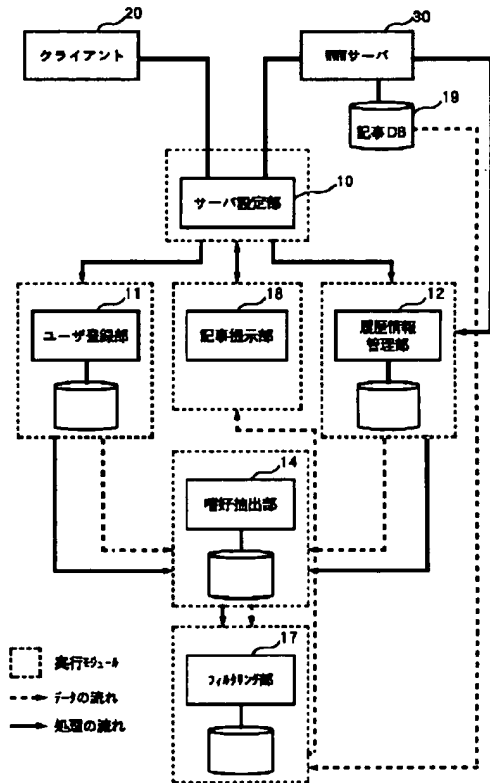 20
30
クライアント
WWWサーバ
19
記事DB
10
サーバ設定部
11
18
12
ユーザ登録部
記事提示部
履歴情報
管理部
14
嗜好抽出部
17
フィルタリング部
実行モジュール
データの流れ
処理の流れ